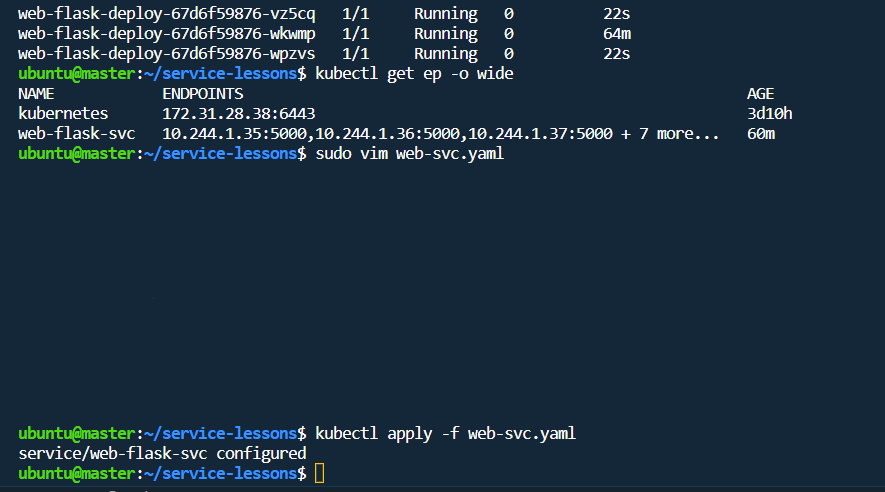 web-flask-deploy-67d6f59876-vz5cq   1/1     Running   0          22s
web-flask-deploy-67d6f59876-wkwmp   1/1     Running   0          64m
web-flask-deploy-67d6f59876-wpzvs   1/1     Running   0          22s
ubuntu@master:~/service-lessons$ kubectl get ep -o wide
NAME            ENDPOINTS                                                        AGE
kubernetes      172.31.28.38:6443                                                3d10h
web-flask-svc   10.244.1.35:5000,10.244.1.36:5000,10.244.1.37:5000 + 7 more...   60m
ubuntu@master:~/service-lessons$ sudo vim web-svc.yaml
ubuntu@master:~/service-lessons$ kubectl apply -f web-svc.yaml
service/web-flask-svc configured
ubuntu@master:~/service-lessons$